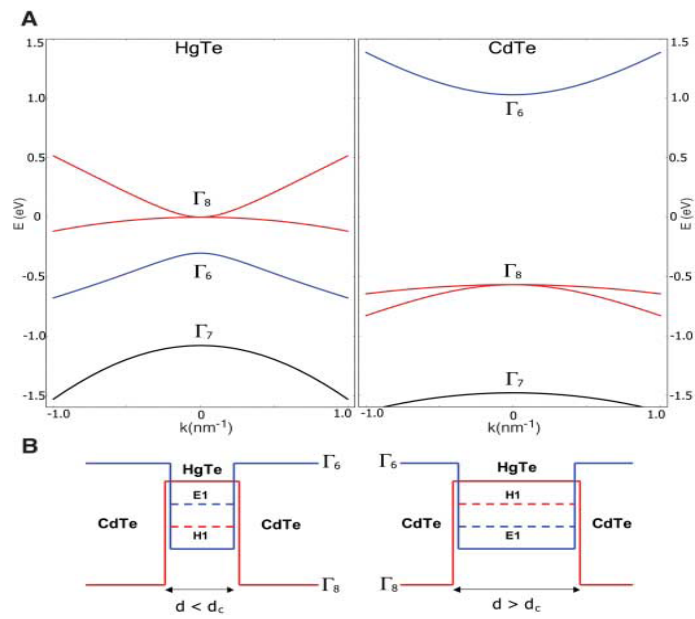 A
HgTe
CdTe
1.5
1.0
0.5
0
-0.5
-1.0
-1.5
E (eV)
Γ₈
Γ₆
Γ₇
-1.0
0
1.0
k(nm⁻¹)
Γ₆
Γ₈
Γ₇
1.5
1.0
0.5
0
-0.5
-1.0
-1.5
E (eV)
-1.0
0
1.0
k(nm⁻¹)
B
HgTe
Γ₆
E1
CdTe
CdTe
H1
Γ₈
d < d꜀
Γ₆
HgTe
H1
CdTe
CdTe
E1
Γ₈
d > d꜀